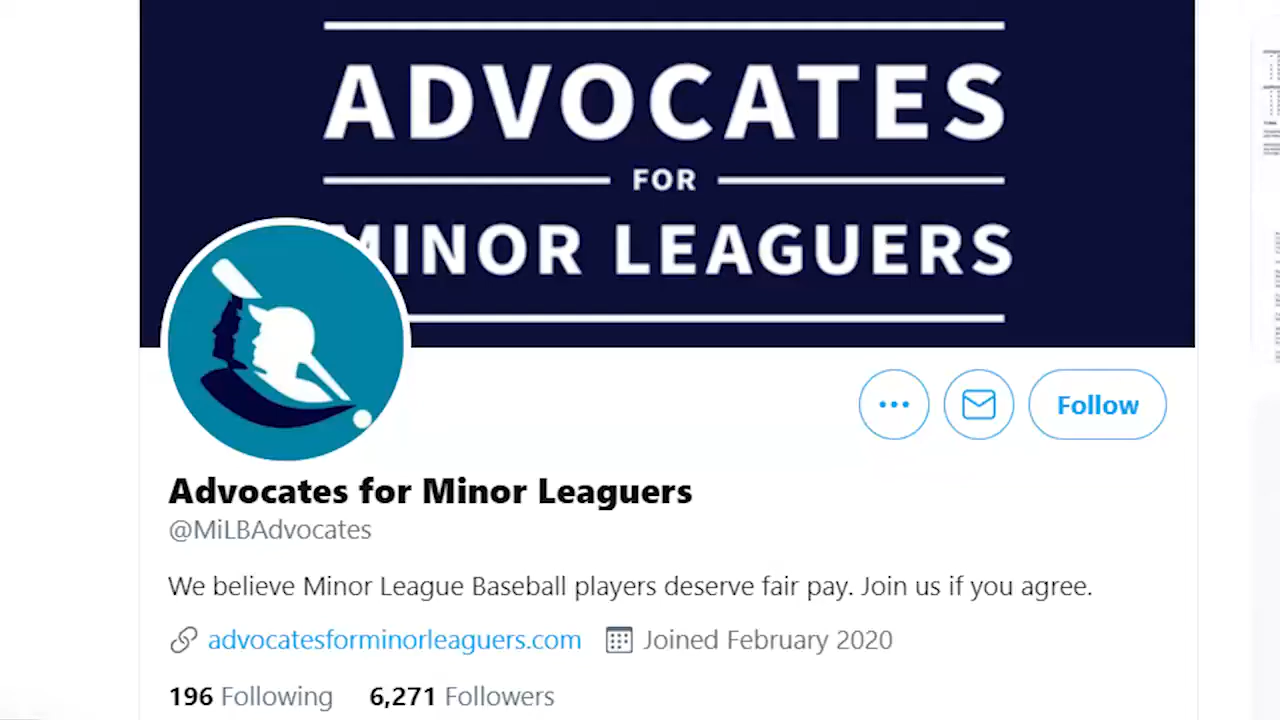 ADVOCATES
FOR
MINOR LEAGUERS
Follow
Advocates for Minor Leaguers
@MiLBAdvocates
We believe Minor League Baseball players deserve fair pay. Join us if you agree.
advocatesforminorleaguers.com Joined February 2020
196 Following 6,271 Followers